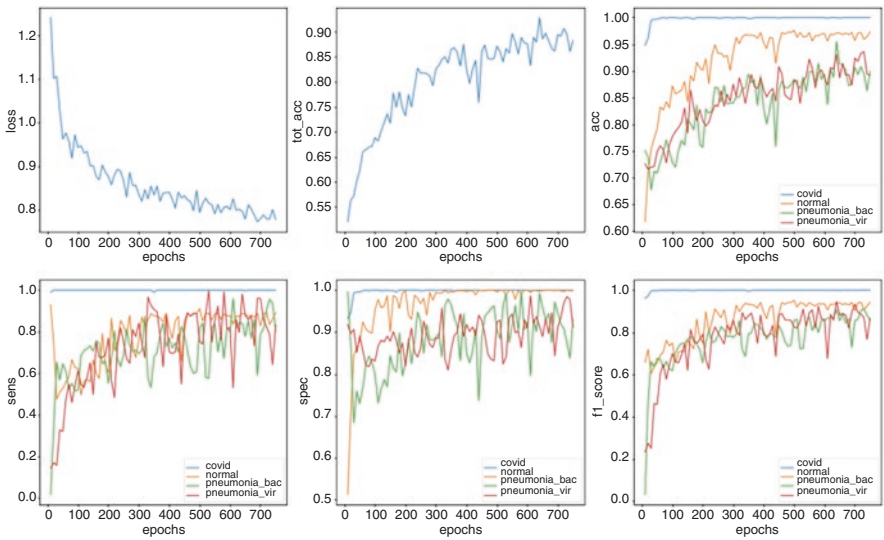 loss
1.2
1.1
1.0
0.9
0.8
0 100 200 300 400 500 600 700
epochs
tot_acc
0.90
0.85
0.80
0.75
0.70
0.65
0.60
0.55
0 100 200 300 400 500 600 700
epochs
acc
1.00
0.95
0.90
0.85
0.80
0.75
0.70
0.65
0.60
covid
normal
pneumonia_bac
pneumonia_vir
0 100 200 300 400 500 600 700
epochs
sens
1.0
0.8
0.6
0.4
0.2
0.0
covid
normal
pneumonia_bac
pneumonia_vir
0 100 200 300 400 500 600 700
epochs
spec
1.0
0.9
0.8
0.7
0.6
0.5
covid
normal
pneumonia_bac
pneumonia_vir
0 100 200 300 400 500 600 700
epochs
f1_score
1.0
0.8
0.6
0.4
0.2
0.0
covid
normal
pneumonia_bac
pneumonia_vir
0 100 200 300 400 500 600 700
epochs